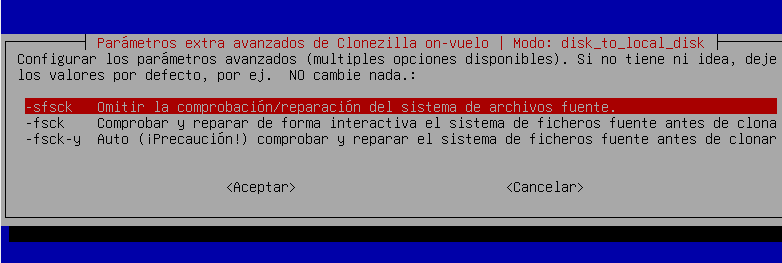 Parámetros extra avanzados de Clonezilla on-vuelo | Modo: disk_to_local_disk
Configurar los parámetros avanzados (multiples opciones disponibles). Si no tiene ni idea, deje
los valores por defecto, por ej.  NO cambie nada.:
-sfsck  Omitir la comprobación/reparación del sistema de archivos fuente.
-fsck   Comprobar y reparar de forma interactiva el sistema de ficheros fuente antes de clona
-fsck-y  Auto (¡Precaución!) comprobar y reparar el sistema de ficheros fuente antes de clonar
<Aceptar>  <Cancelar>